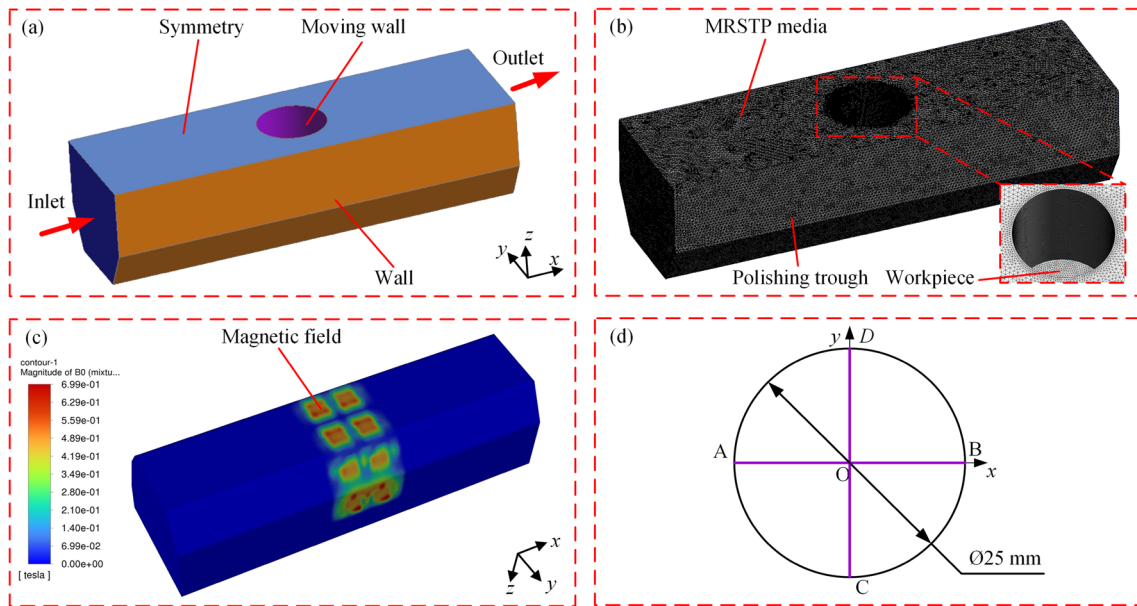 (a)
Symmetry
Moving wall
Outlet
Inlet
Wall
z
y
x
(b)
MRSTP media
Polishing trough
Workpiece
(c)
Magnetic field
contour-1
Magnitude of B0 (mixtu...
6.99e-01
6.29e-01
5.59e-01
4.89e-01
4.19e-01
3.50e-01
2.80e-01
2.10e-01
1.40e-01
6.99e-02
0.00e+00
[ tesla ]
x
z
y
(d)
y
D
A
B
O
x
Ø25 mm
C